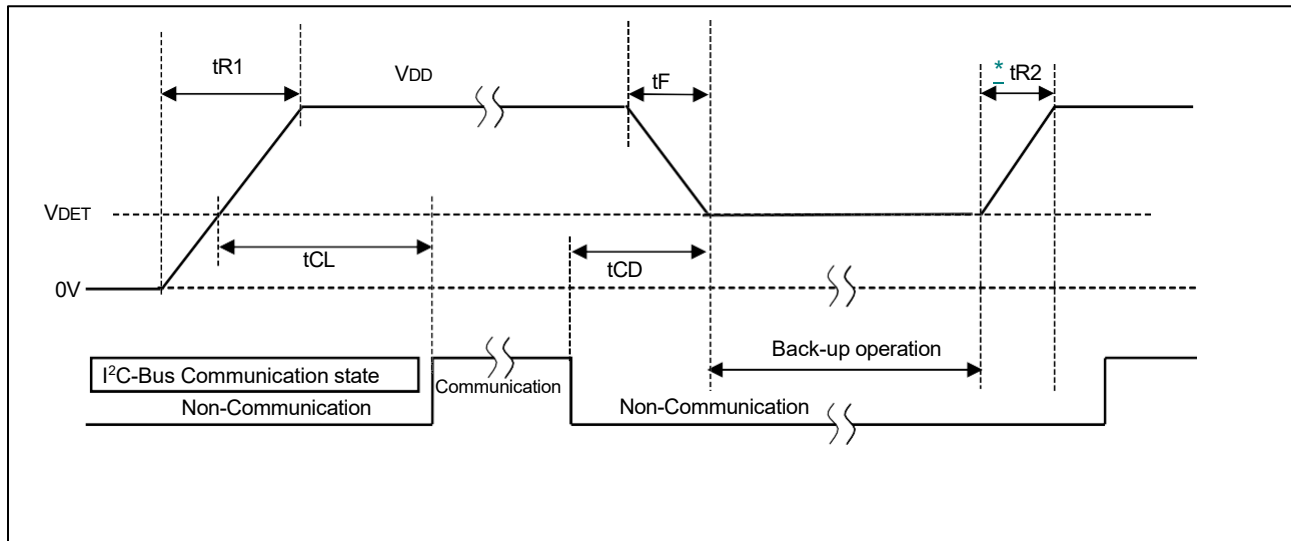 tR1
VDD
tF
* tR2
VDET
tCL
tCD
0V
Back-up operation
I²C-Bus Communication state
Communication
Non-Communication
Non-Communication